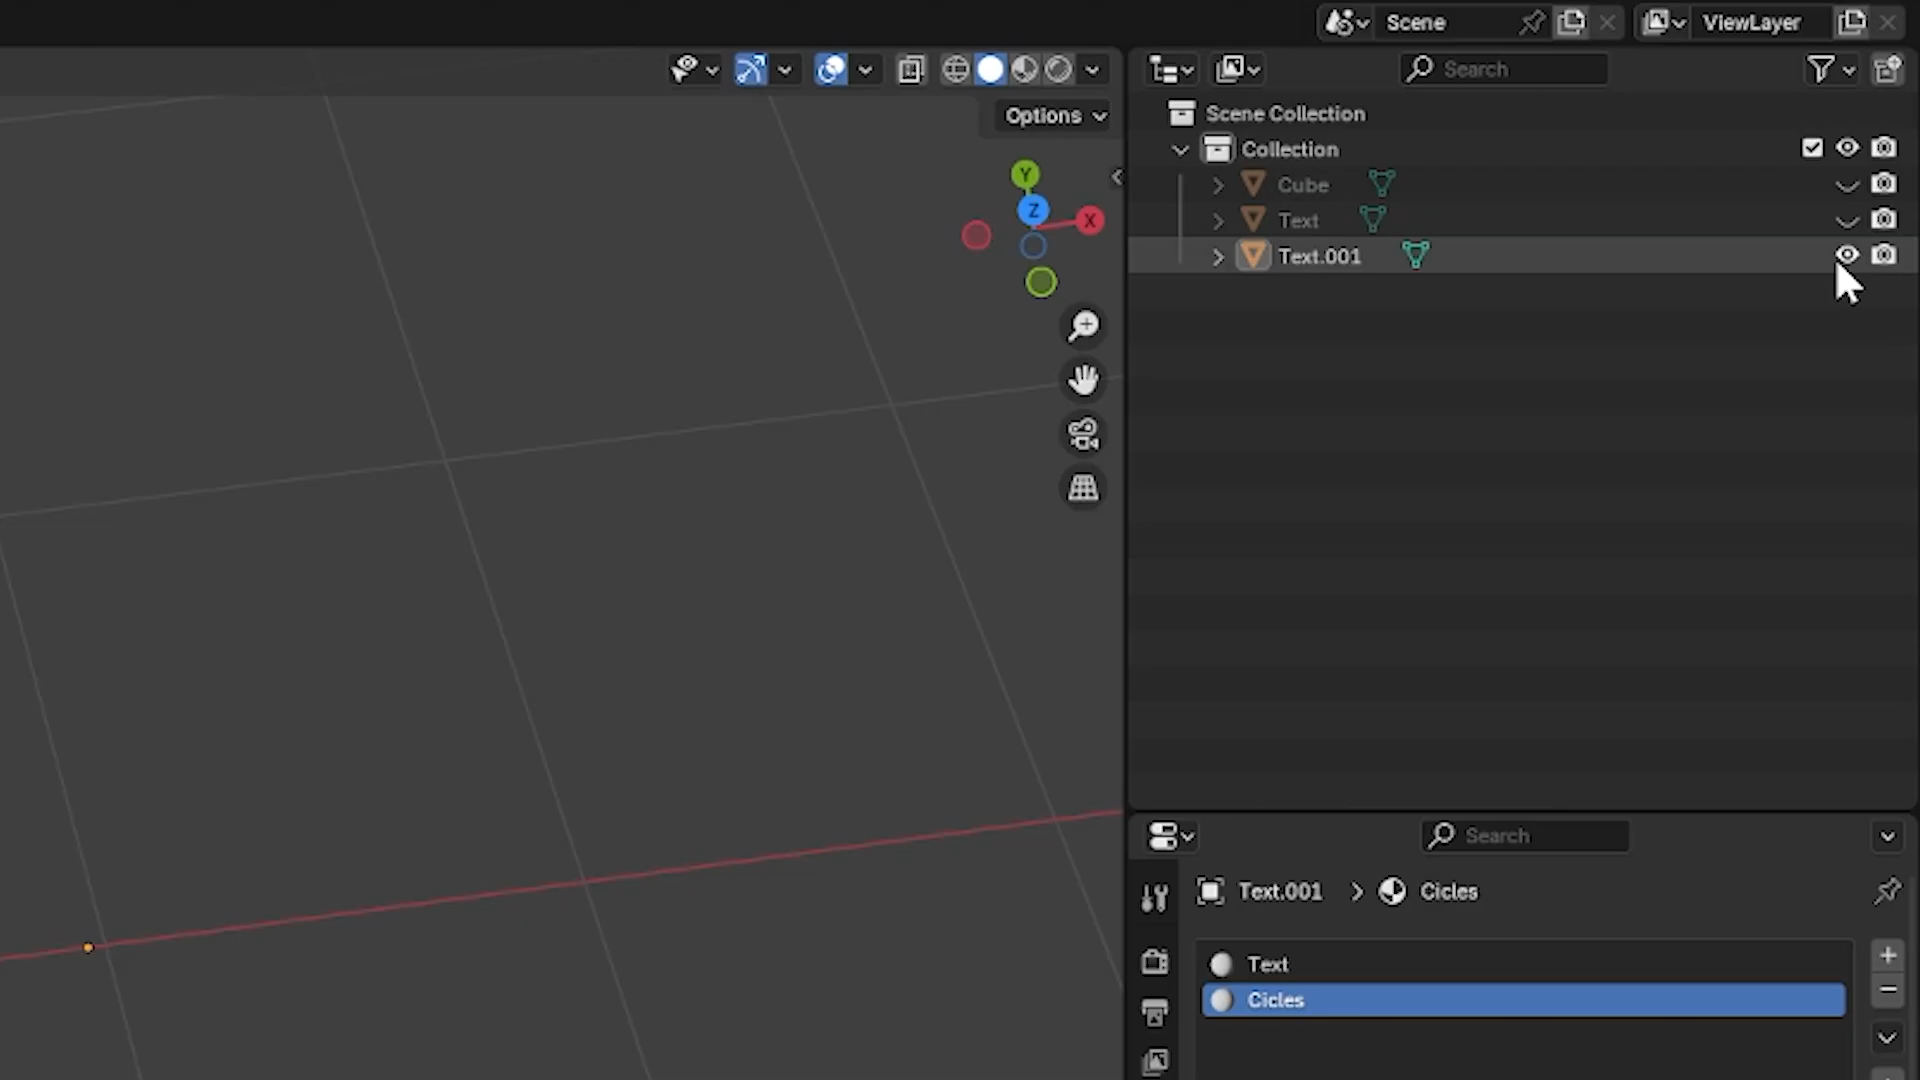 Scene
ViewLayer
Search
Options
Scene Collection
Collection
Cube
Text
Text.001
Y
Z
X
Search
Text.001 > Cicles
Text
Cicles